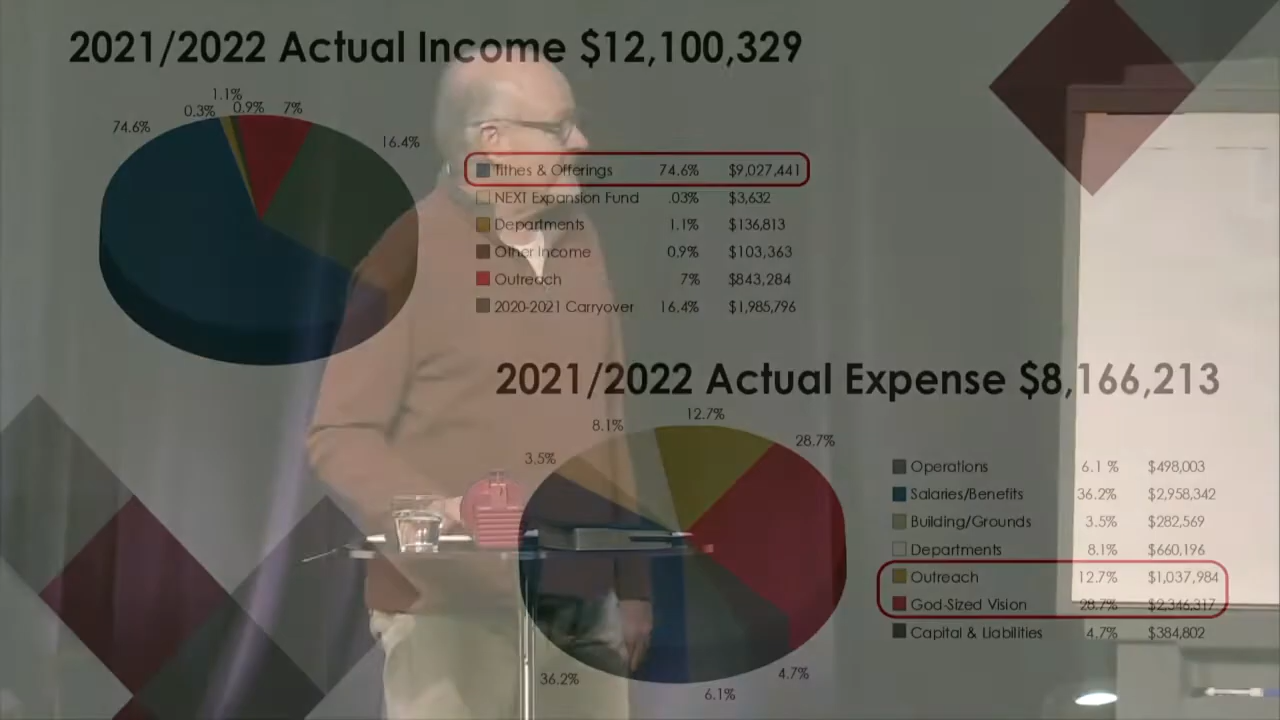 2021/2022 Actual Income $12,100,329
1.1%
0.3% 0.9% 7%
74.6%
16.4%
Tithes & Offerings 74.6% $9,027,441
NEXT Expansion Fund .03% $3,632
Departments 1.1% $136,813
Other Income 0.9% $103,363
Outreach 7% $843,284
2020-2021 Carryover 16.4% $1,985,796
2021/2022 Actual Expense $8,166,213
12.7%
8.1%
28.7%
3.5%
36.2%
4.7%
6.1%
Operations 6.1 % $498,003
Salaries/Benefits 36.2% $2,958,342
Building/Grounds 3.5% $282,569
Departments 8.1% $660,196
Outreach 12.7% $1,037,984
God-Sized Vision 28.7% $2,346,317
Capital & Liabilities 4.7% $384,802